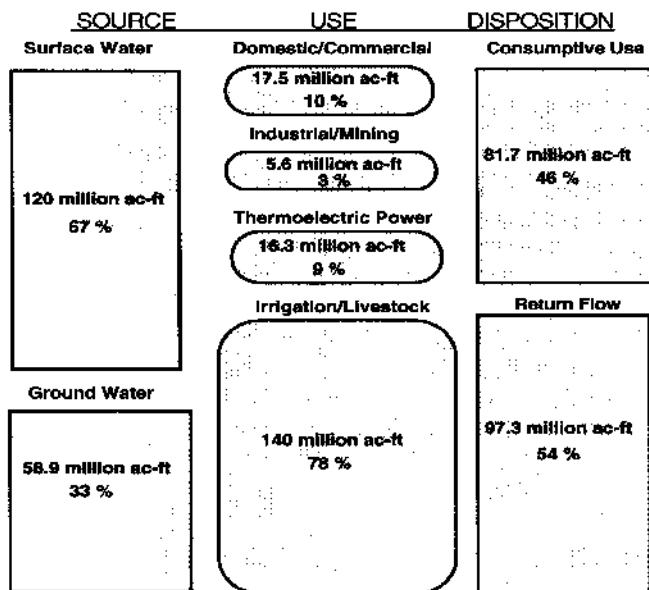 SOURCE USE DISPOSITION
Surface Water
120 million ac-ft
67 %
Ground Water
58.9 million ac-ft
33 %
Domestic/Commercial
17.5 million ac-ft
10 %
Industrial/Mining
5.6 million ac-ft
3 %
Thermoelectric Power
16.3 million ac-ft
9 %
Irrigation/Livestock
140 million ac-ft
78 %
Consumptive Use
81.7 million ac-ft
46 %
Return Flow
97.3 million ac-ft
54 %